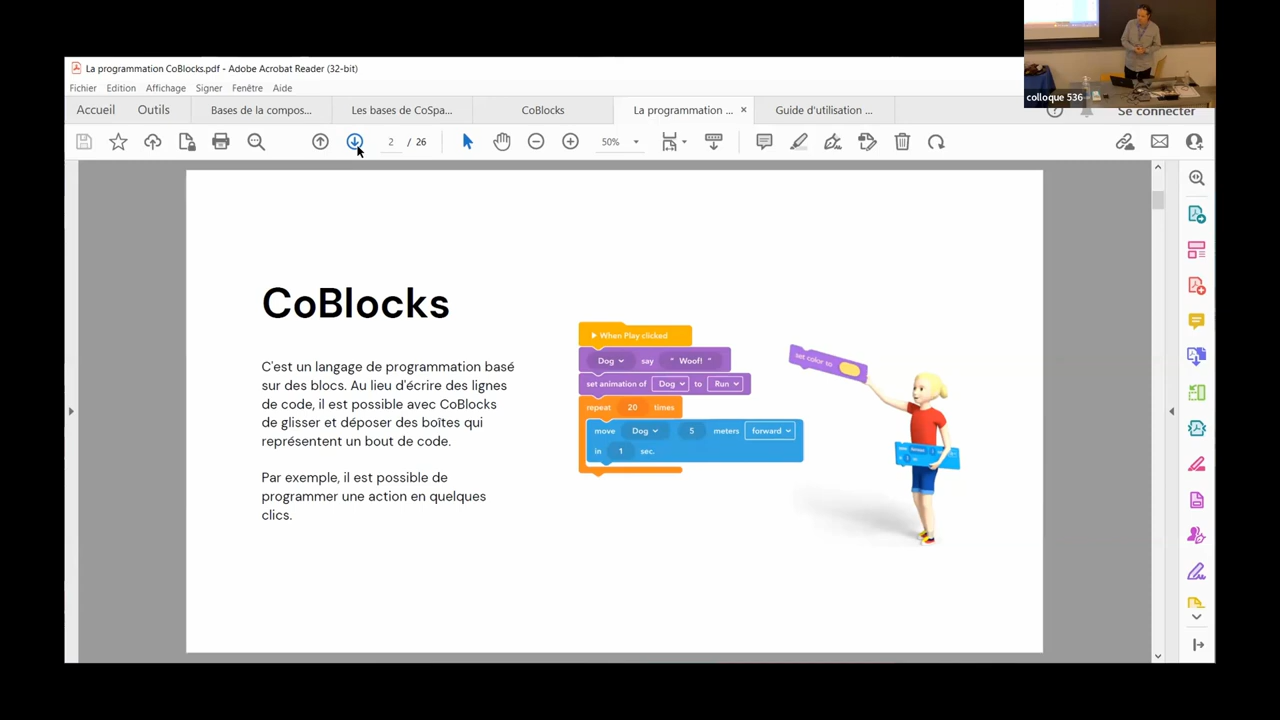 La programmation CoBlocks.pdf - Adobe Acrobat Reader (32-bit)
Fichier Edition Affichage Signer Fenêtre Aide
colloque 536
Accueil Outils Bases de la compos... Les bases de CoSpa... CoBlocks La programmation ... × Guide d'utilisation ... Se connecter
2 / 26 50%
CoBlocks
C'est un langage de programmation basé
sur des blocs. Au lieu d'écrire des lignes
de code, il est possible avec CoBlocks
de glisser et déposer des boîtes qui
représentent un bout de code.
Par exemple, il est possible de
programmer une action en quelques
clics.
When Play clicked
Dog say " Woof! "
set animation of Dog to Run
repeat 20 times
move Dog 5 meters forward
in 1 sec.
set color to